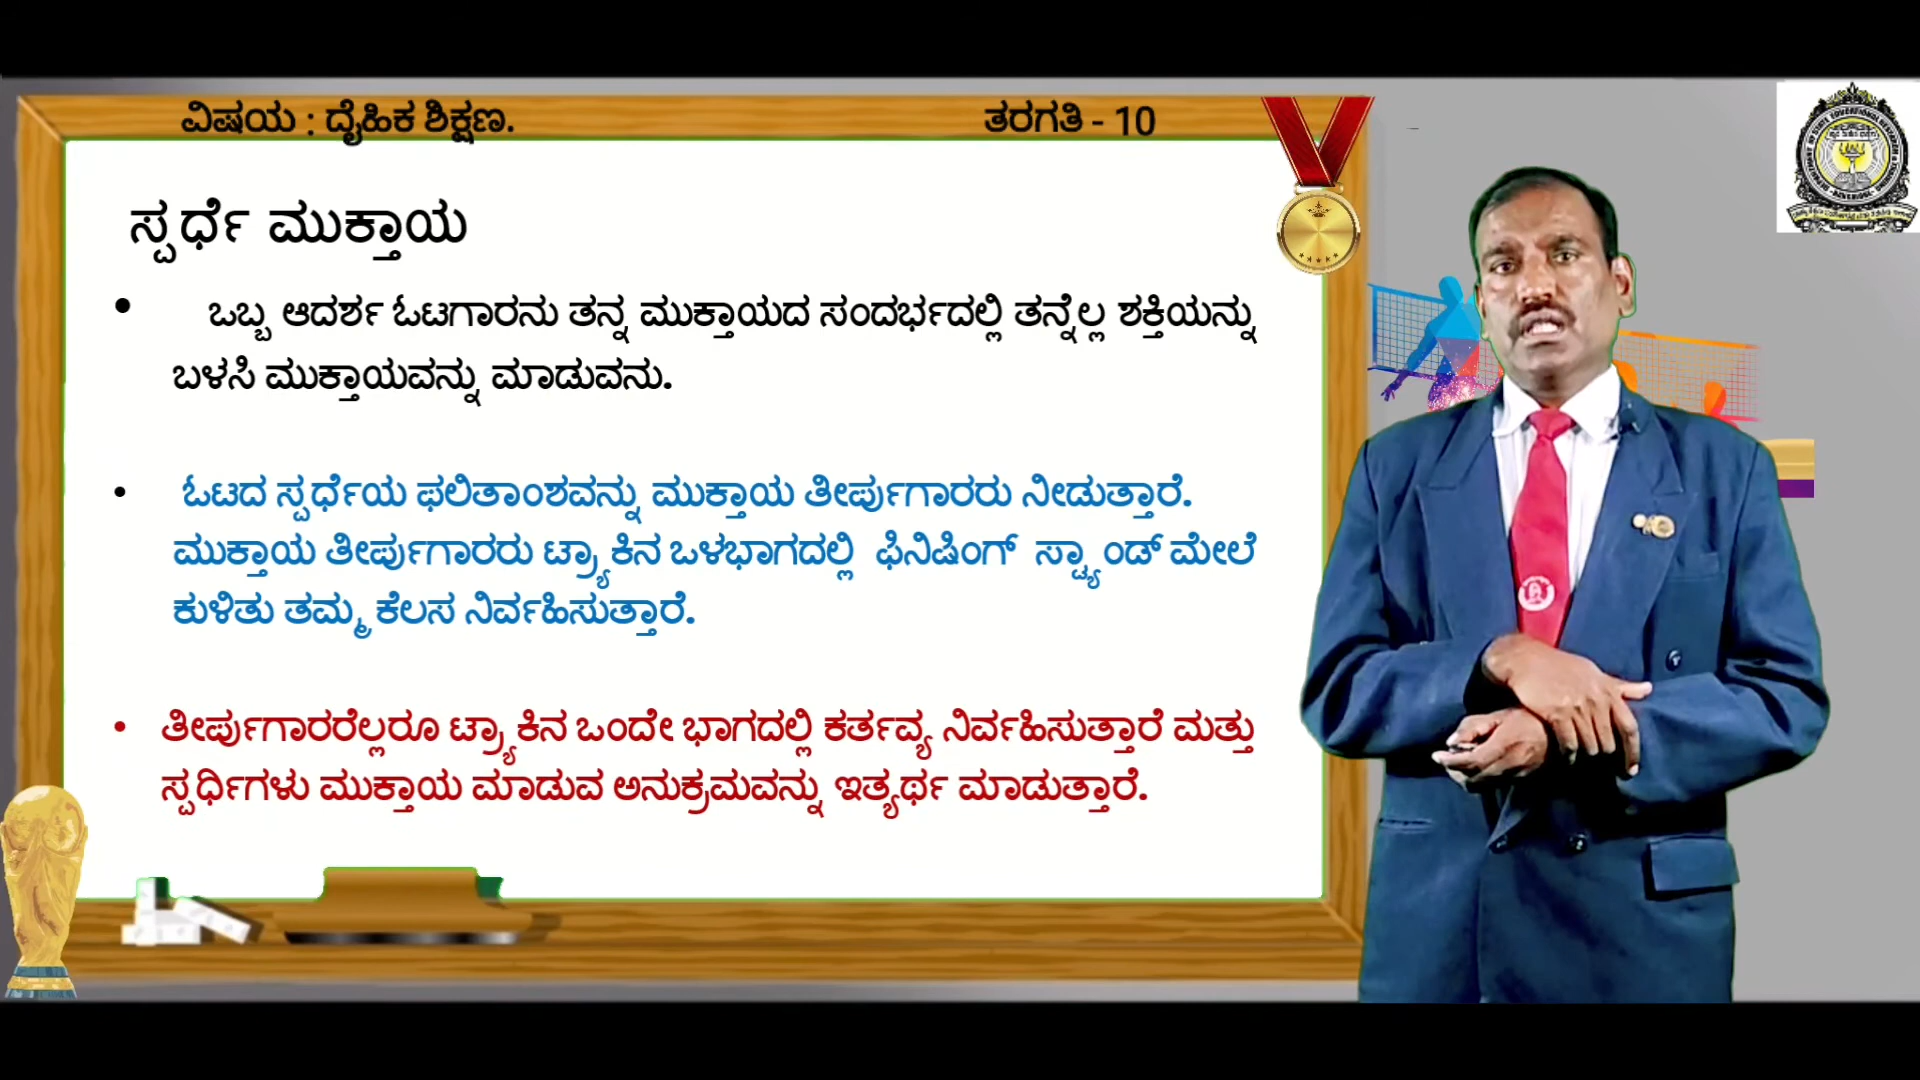 ವಿಷಯ : ದೈಹಿಕ ಶಿಕ್ಷಣ.
ತರಗತಿ - 10
ಸ್ಪರ್ಧೆ ಮುಕ್ತಾಯ
• ಒಬ್ಬ ಆದರ್ಶ ಓಟಗಾರನು ತನ್ನ ಮುಕ್ತಾಯದ ಸಂದರ್ಭದಲ್ಲಿ ತನ್ನೆಲ್ಲ ಶಕ್ತಿಯನ್ನು
ಬಳಸಿ ಮುಕ್ತಾಯವನ್ನು ಮಾಡುವನು.
• ಓಟದ ಸ್ಪರ್ಧೆಯ ಫಲಿತಾಂಶವನ್ನು ಮುಕ್ತಾಯ ತೀರ್ಪುಗಾರರು ನೀಡುತ್ತಾರೆ.
ಮುಕ್ತಾಯ ತೀರ್ಪುಗಾರರು ಟ್ರ್ಯಾಕಿನ ಒಳಭಾಗದಲ್ಲಿ ಫಿನಿಷಿಂಗ್ ಸ್ಟ್ಯಾಂಡ್ ಮೇಲೆ
ಕುಳಿತು ತಮ್ಮ ಕೆಲಸ ನಿರ್ವಹಿಸುತ್ತಾರೆ.
• ತೀರ್ಪುಗಾರರೆಲ್ಲರೂ ಟ್ರ್ಯಾಕಿನ ಒಂದೇ ಭಾಗದಲ್ಲಿ ಕರ್ತವ್ಯ ನಿರ್ವಹಿಸುತ್ತಾರೆ ಮತ್ತು
ಸ್ಪರ್ಧಿಗಳು ಮುಕ್ತಾಯ ಮಾಡುವ ಅನುಕ್ರಮವನ್ನು ಇತ್ಯರ್ಥ ಮಾಡುತ್ತಾರೆ.